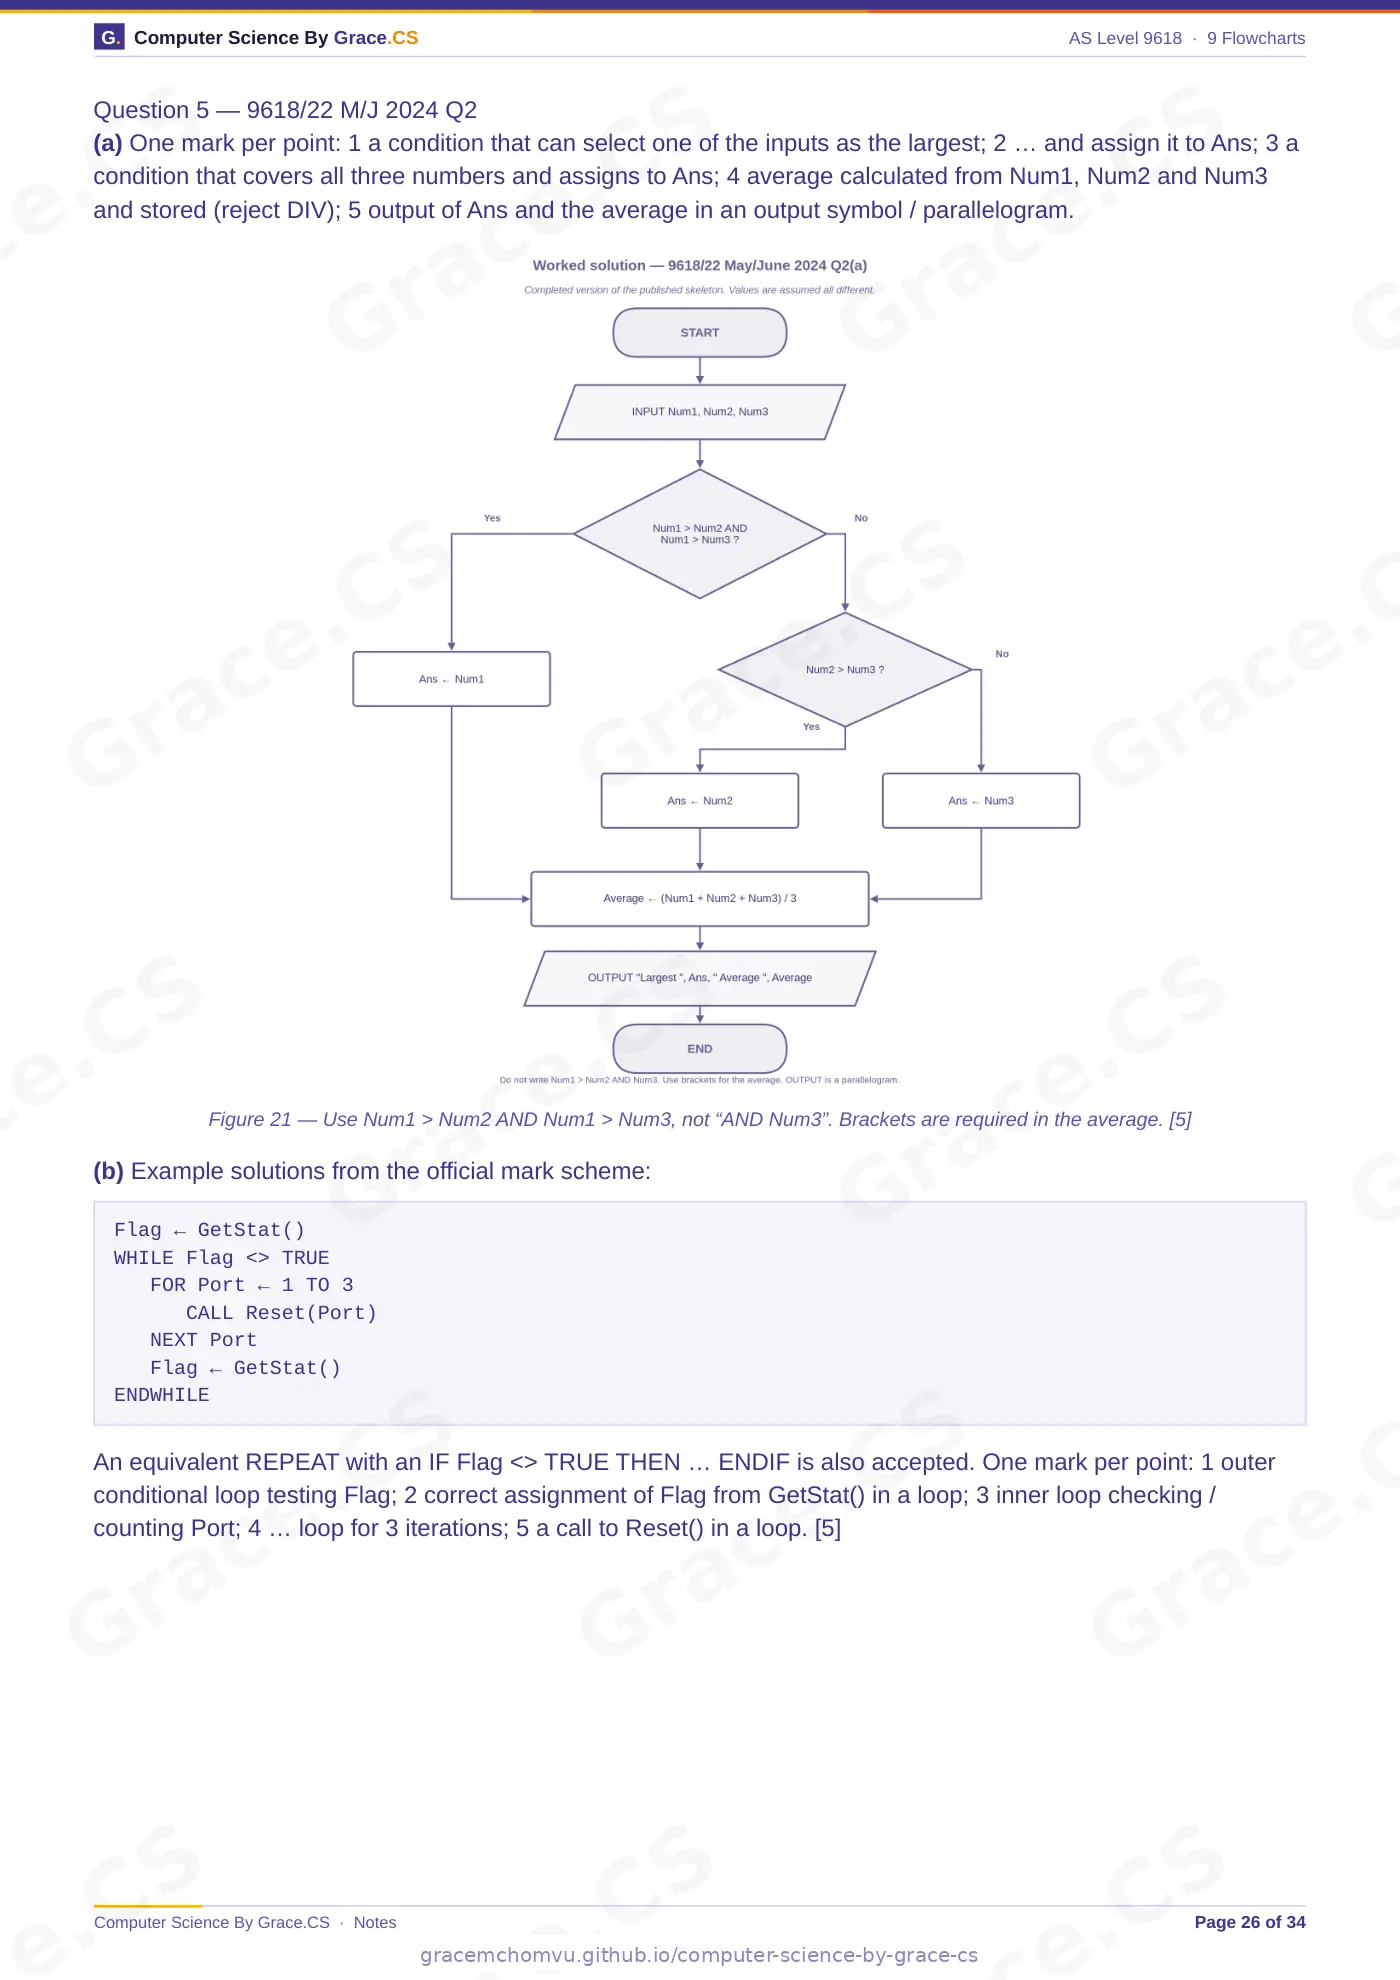 G. Computer Science By Grace.CS
AS Level 9618 · 9 Flowcharts
Question 5 — 9618/22 M/J 2024 Q2
(a) One mark per point: 1 a condition that can select one of the inputs as the largest; 2 … and assign it to Ans; 3 a
condition that covers all three numbers and assigns to Ans; 4 average calculated from Num1, Num2 and Num3
and stored (reject DIV); 5 output of Ans and the average in an output symbol / parallelogram.
Worked solution — 9618/22 May/June 2024 Q2(a)
Completed version of the published skeleton. Values are assumed all different.
START
INPUT Num1, Num2, Num3
Yes
No
Num1 > Num2 AND
Num1 > Num3 ?
No
Num2 > Num3 ?
Ans ← Num1
Yes
Ans ← Num2
Ans ← Num3
Average ← (Num1 + Num2 + Num3) / 3
OUTPUT "Largest ", Ans, " Average ", Average
END
Do not write Num1 > Num2 AND Num3. Use brackets for the average. OUTPUT is a parallelogram.
Figure 21 — Use Num1 > Num2 AND Num1 > Num3, not “AND Num3”. Brackets are required in the average. [5]
(b) Example solutions from the official mark scheme:
Flag ← GetStat()
WHILE Flag <> TRUE
   FOR Port ← 1 TO 3
      CALL Reset(Port)
   NEXT Port
   Flag ← GetStat()
ENDWHILE
An equivalent REPEAT with an IF Flag <> TRUE THEN … ENDIF is also accepted. One mark per point: 1 outer
conditional loop testing Flag; 2 correct assignment of Flag from GetStat() in a loop; 3 inner loop checking /
counting Port; 4 … loop for 3 iterations; 5 a call to Reset() in a loop. [5]
Computer Science By Grace.CS · Notes
Page 26 of 34
gracemchomvu.github.io/computer-science-by-grace-cs